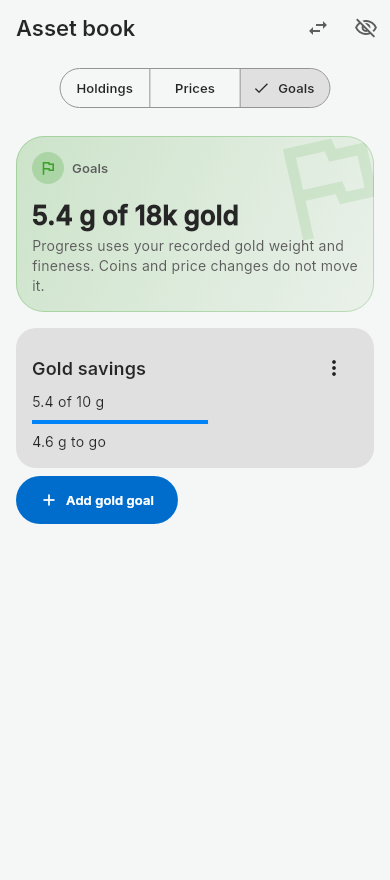 Asset book
Holdings
Prices
Goals
Goals
5.4 g of 18k gold
Progress uses your recorded gold weight and
fineness. Coins and price changes do not move
it.
Gold savings
5.4 of 10 g
4.6 g to go
Add gold goal